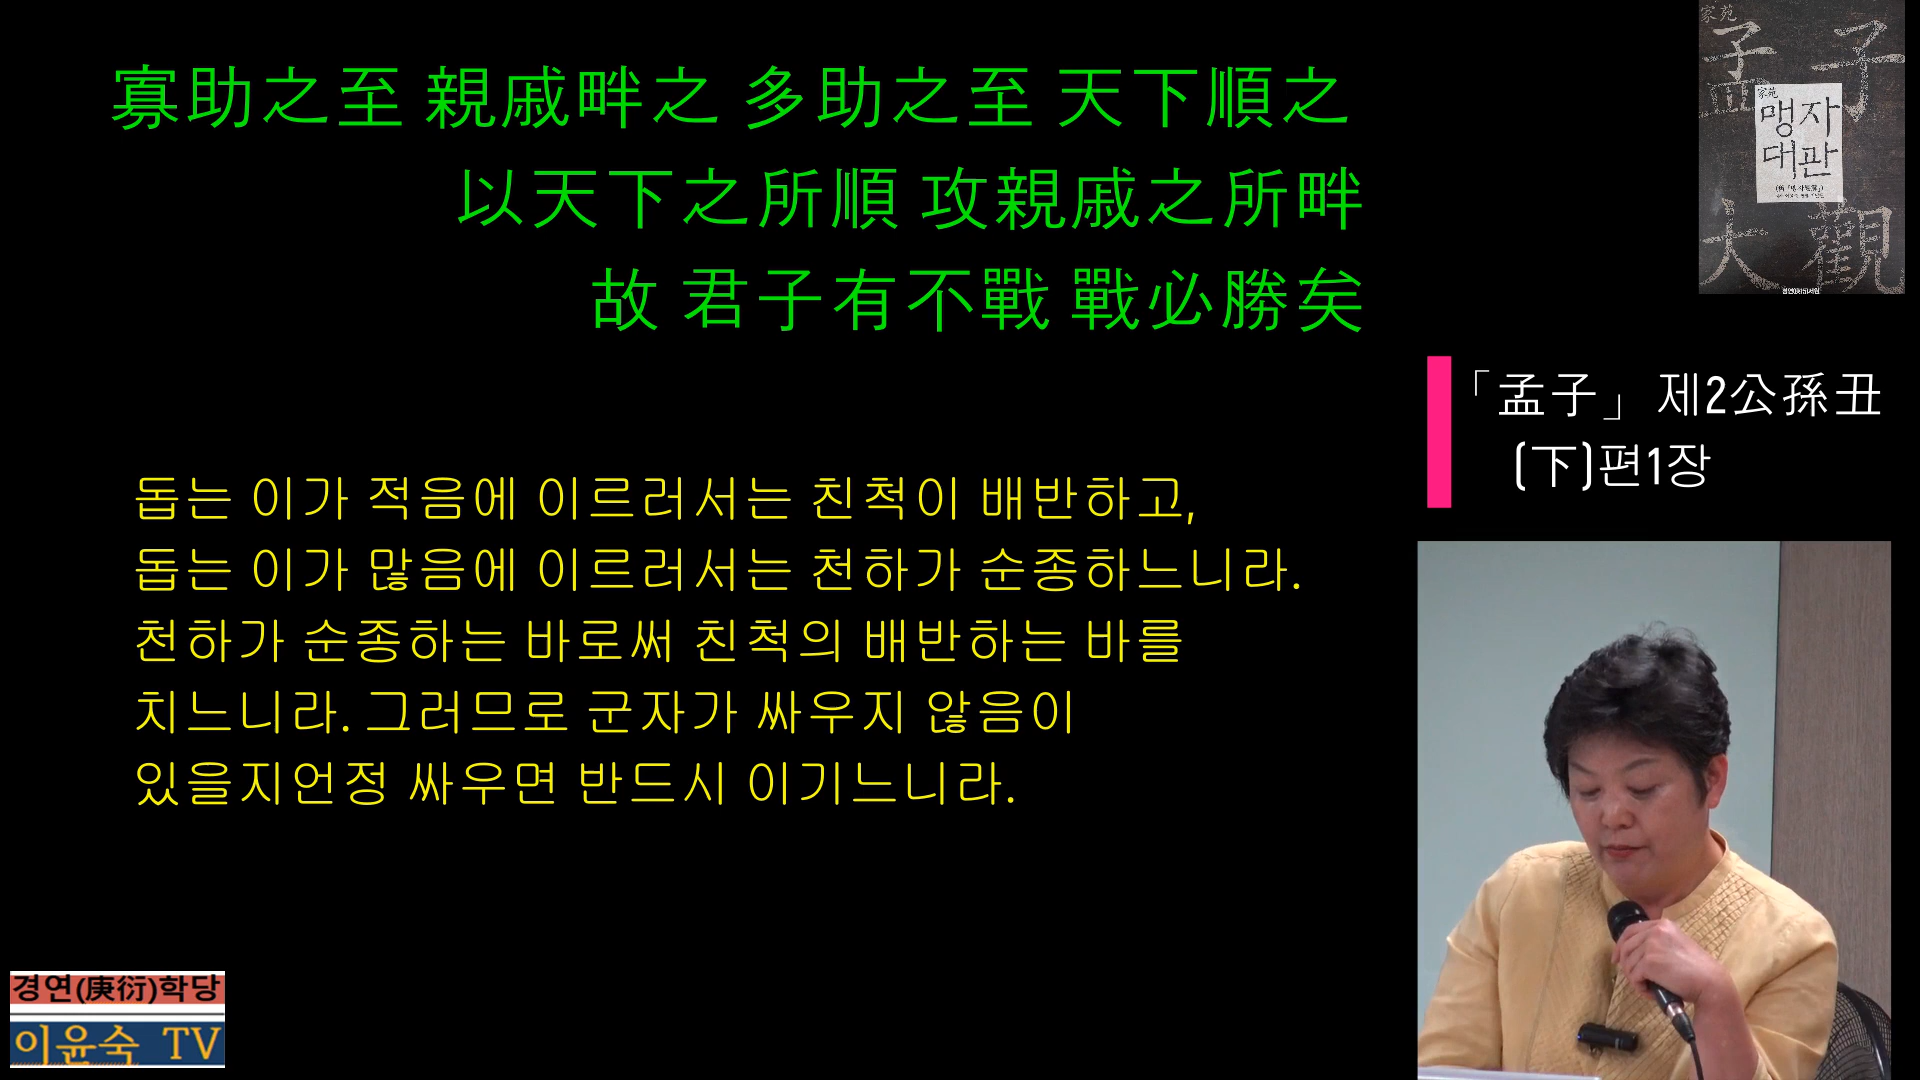 寡助之至 親戚畔之 多助之至 天下順之
以天下之所順 攻親戚之所畔
故 君子有不戰 戰必勝矣
돕는 이가 적음에 이르러서는 친척이 배반하고,
돕는 이가 많음에 이르러서는 천하가 순종하느니라.
천하가 순종하는 바로써 친척의 배반하는 바를
치느니라. 그러므로 군자가 싸우지 않음이
있을지언정 싸우면 반드시 이기느니라.
家苑
孟子
家苑
맹자
대관
大觀
「孟子」 제2公孫丑
(下)편1장
경연(庚衍)학당
이윤숙 TV